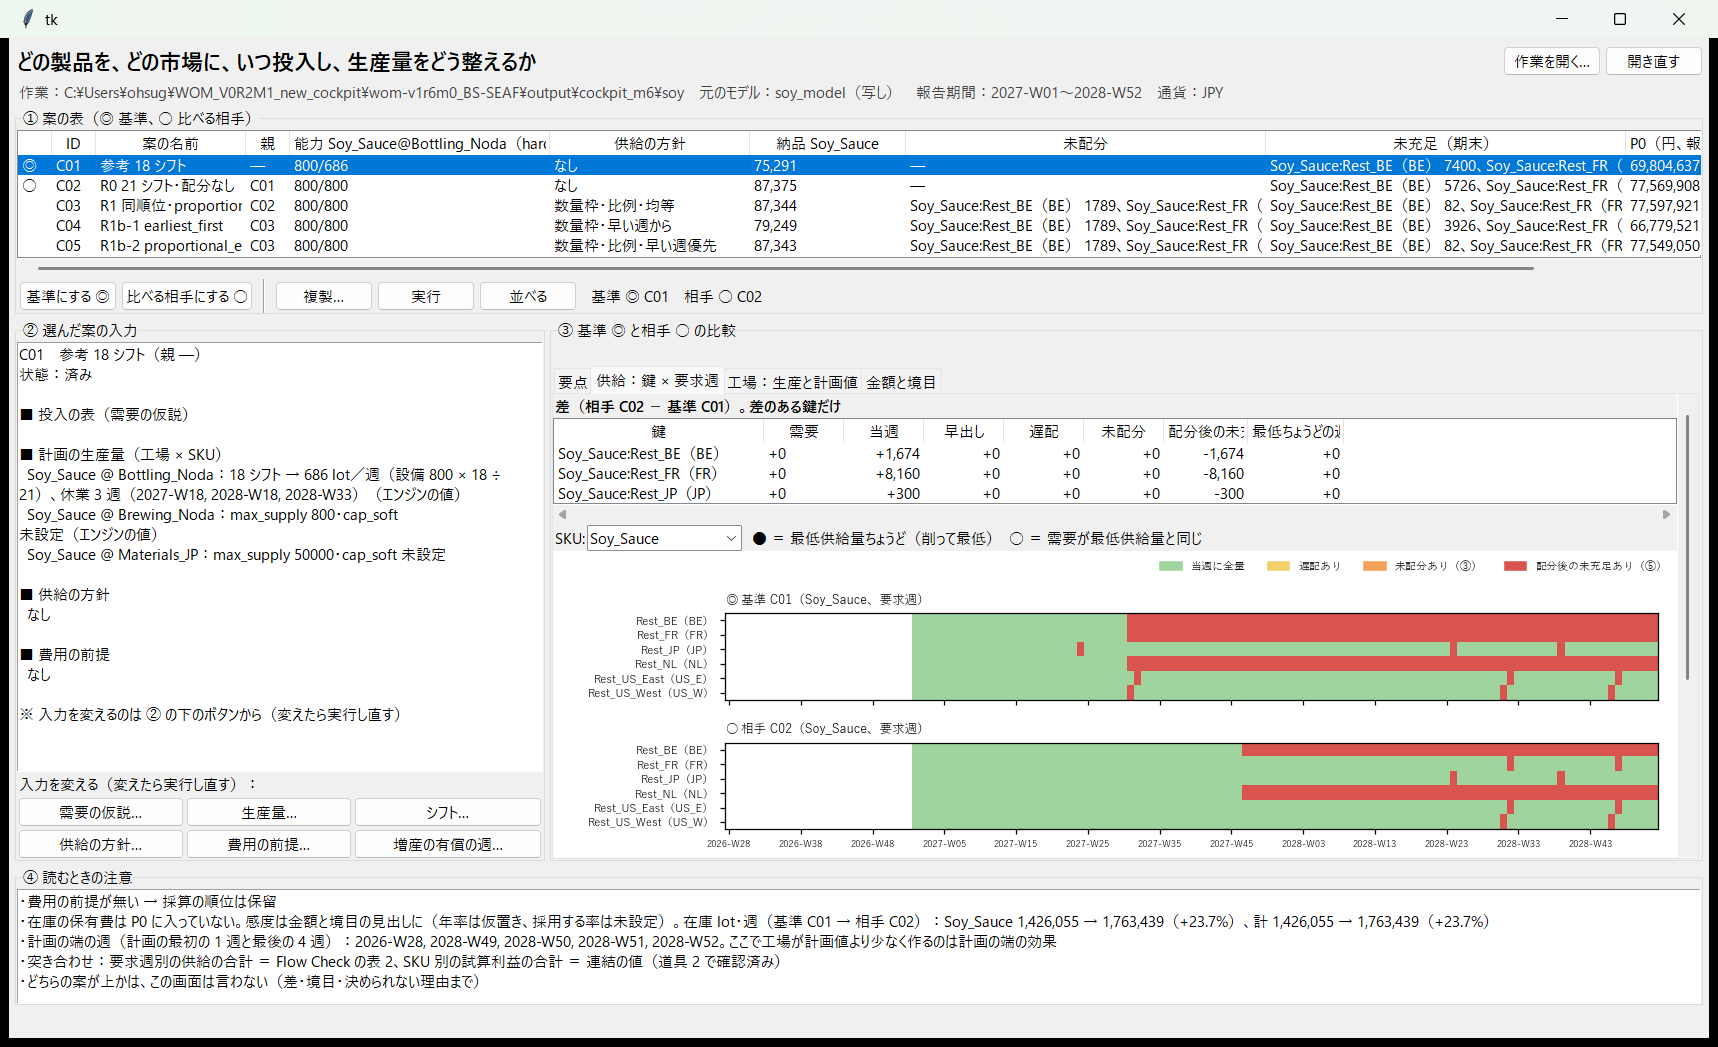 tk
どの製品を、どの市場に、いつ投入し、生産量をどう整えるか
作業を開く...
開き直す
作業：C:¥Users¥ohsug¥WOM_V0R2M1_new_cockpit¥wom-v1r6m0_BS-SEAF¥output¥cockpit_m6¥soy　元のモデル：soy_model（写し）　報告期間：2027-W01～2028-W52　通貨：JPY
① 案の表（◎ 基準、○ 比べる相手）
ID 案の名前 親 能力 Soy_Sauce@Bottling_Noda（hard 供給の方針 納品 Soy_Sauce 未配分 未充足（期末） P0（円、報
◎ C01 参考 18 シフト — 800/686 なし 75,291 — Soy_Sauce:Rest_BE（BE） 7400、Soy_Sauce:Rest_FR（ 69,804,637
○ C02 R0 21 シフト・配分なし C01 800/800 なし 87,375 — Soy_Sauce:Rest_BE（BE） 5726、Soy_Sauce:Rest_FR（ 77,569,908
C03 R1 同順位・proportior C02 800/800 数量枠・比例・均等 87,344 Soy_Sauce:Rest_BE（BE） 1789、Soy_Sauce:Rest_FR（ Soy_Sauce:Rest_BE（BE） 82、Soy_Sauce:Rest_FR（FR 77,597,921
C04 R1b-1 earliest_first C03 800/800 数量枠・早い週から 79,249 Soy_Sauce:Rest_BE（BE） 1789、Soy_Sauce:Rest_FR（ Soy_Sauce:Rest_BE（BE） 3926、Soy_Sauce:Rest_FR（ 66,779,521
C05 R1b-2 proportional_e C03 800/800 数量枠・比例・早い週優先 87,343 Soy_Sauce:Rest_BE（BE） 1789、Soy_Sauce:Rest_FR（ Soy_Sauce:Rest_BE（BE） 82、Soy_Sauce:Rest_FR（FR 77,549,050
基準にする ◎ 比べる相手にする ○ 複製... 実行 並べる 基準 ◎ C01　相手 ○ C02
② 選んだ案の入力
C01　参考 18 シフト（親 —）
状態：済み
■ 投入の表（需要の仮説）
■ 計画の生産量（工場 × SKU）
Soy_Sauce @ Bottling_Noda：18 シフト → 686 lot／週（設備 800 × 18 ÷
21）、休業 3 週（2027-W18, 2028-W18, 2028-W33）（エンジンの値）
Soy_Sauce @ Brewing_Noda：max_supply 800・cap_soft
未設定（エンジンの値）
Soy_Sauce @ Materials_JP：max_supply 50000・cap_soft 未設定
■ 供給の方針
なし
■ 費用の前提
なし
※ 入力を変えるのは ② の下のボタンから（変えたら実行し直す）
入力を変える（変えたら実行し直す）：
需要の仮説... 生産量... シフト...
供給の方針... 費用の前提... 増産の有償の週...
③ 基準 ◎ と相手 ○ の比較
要点 供給：鍵 × 要求週 工場：生産と計画値 金額と境目
差（相手 C02 − 基準 C01）。差のある鍵だけ
鍵 需要 当週 早出し 遅配 未配分 配分後の未 最低ちょうどの
Soy_Sauce:Rest_BE（BE） +0 +1,674 +0 +0 +0 -1,674 +0
Soy_Sauce:Rest_FR（FR） +0 +8,160 +0 +0 +0 -8,160 +0
Soy_Sauce:Rest_JP（JP） +0 +300 +0 +0 +0 -300 +0
SKU: Soy_Sauce ● ＝ 最低供給量ちょうど（削って最低）　○ ＝ 需要が最低供給量と同じ
当週に全量 遅配あり 未配分あり（③） 配分後の未充足あり（⑤）
◎ 基準 C01（Soy_Sauce、要求週）
Rest_BE（BE）
Rest_FR（FR）
Rest_JP（JP）
Rest_NL（NL）
Rest_US_East（US_E）
Rest_US_West（US_W）
○ 相手 C02（Soy_Sauce、要求週）
Rest_BE（BE）
Rest_FR（FR）
Rest_JP（JP）
Rest_NL（NL）
Rest_US_East（US_E）
Rest_US_West（US_W）
2026-W28 2026-W38 2026-W48 2027-W05 2027-W15 2027-W25 2027-W35 2027-W45 2028-W03 2028-W13 2028-W23 2028-W33 2028-W43
④ 読むときの注意
・費用の前提が無い → 採算の順位は保留
・在庫の保有費は P0 に入っていない。感度は金額と境目の見出しに（年率は仮置き、採用する率は未設定）。在庫 lot・週（基準 C01 → 相手 C02）：Soy_Sauce 1,426,055 → 1,763,439（+23.7%）、計 1,426,055 → 1,763,439（+23.7%）
・計画の端の週（計画の最初の 1 週と最後の 4 週）：2026-W28, 2028-W49, 2028-W50, 2028-W51, 2028-W52。ここで工場が計画値より少なく作るのは計画の端の効果
・突き合わせ：要求週別の供給の合計 ＝ Flow Check の表 2、SKU 別の試算利益の合計 ＝ 連結の値（道具 2 で確認済み）
・どちらの案が上かは、この画面は言わない（差・境目・決められない理由まで）